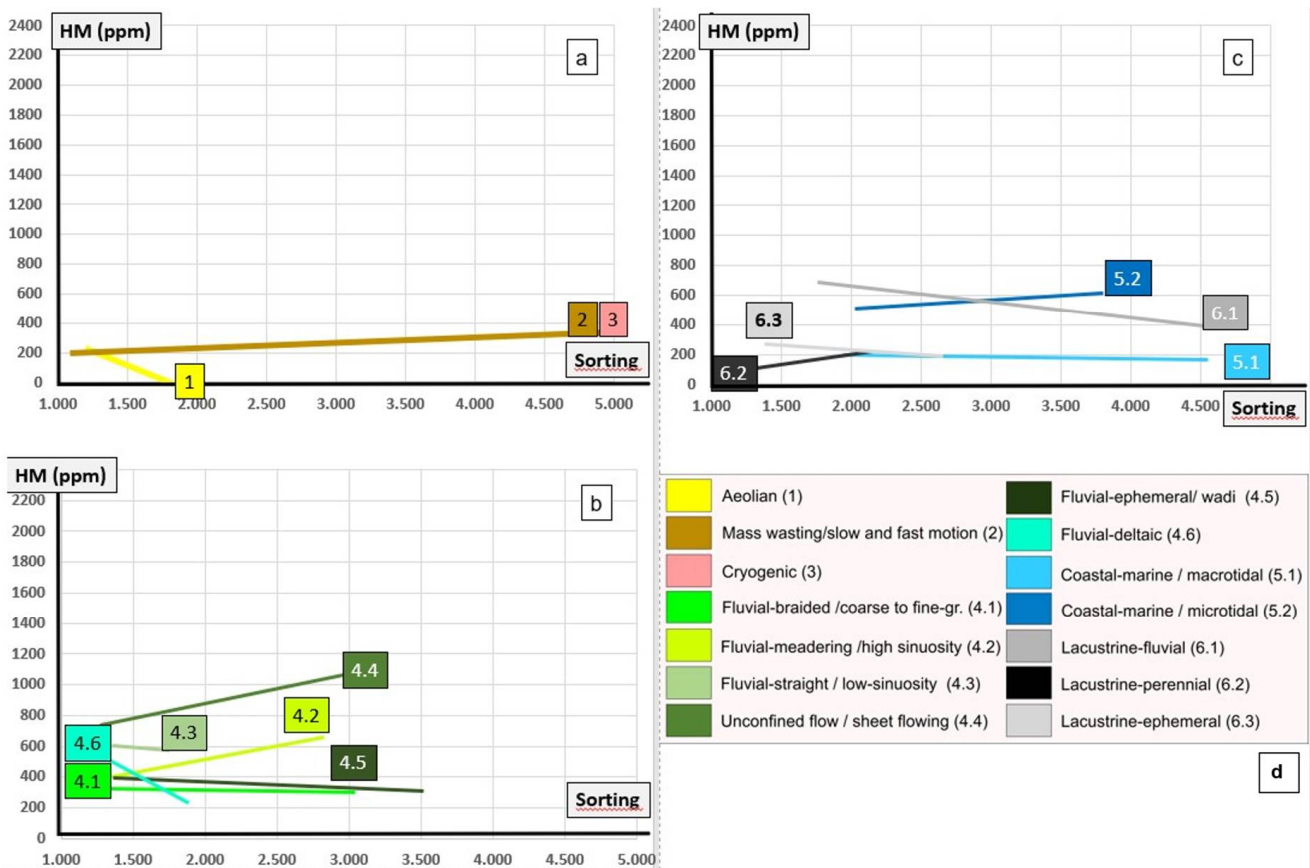 HM (ppm)
a
2400
2200
2000
1800
1600
1400
1200
1000
800
600
400
200
0
2 3
Sorting
1
1.000 1.500 2.000 2.500 3.000 3.500 4.000 4.500 5.000
HM (ppm)
c
2400
2200
2000
1800
1600
1400
1200
1000
800
600
400
200
0
5.2
6.3
6.1
5.1
6.2
1.000 2.000 2.500 3.000 3.500 4.000 4.500
1.500
Sorting
HM (ppm)
b
2200
2000
1800
1600
1400
1200
1000
800
600
400
200
0
4.4
4.2
4.3
4.6
4.5
4.1
Sorting
1.000 1.500 2.000 2.500 3.000 3.500 4.000 4.500 5.000
Aeolian (1)
Mass wasting/slow and fast motion (2)
Cryogenic (3)
Fluvial-braided /coarse to fine-gr. (4.1)
Fluvial-meadering /high sinuosity (4.2)
Fluvial-straight / low-sinuosity (4.3)
Unconfined flow / sheet flowing (4.4)
Fluvial-ephemeral/ wadi (4.5)
Fluvial-deltaic (4.6)
Coastal-marine / macrotidal (5.1)
Coastal-marine / microtidal (5.2)
Lacustrine-fluvial (6.1)
Lacustrine-perennial (6.2)
Lacustrine-ephemeral (6.3)
d